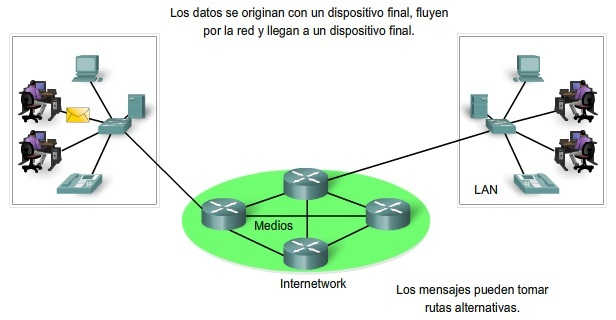 Los datos se originan con un dispositivo final, fluyen
por la red y llegan a un dispositivo final.
LAN
Medios
Internetwork
Los mensajes pueden tomar
rutas alternativas.